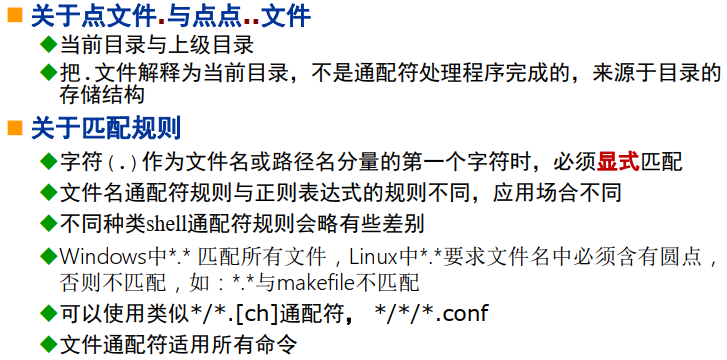 关于点文件.与点点..文件
当前目录与上级目录
把.文件解释为当前目录，不是通配符处理程序完成的，来源于目录的
存储结构
关于匹配规则
字符(.)作为文件名或路径名分量的第一个字符时，必须显式匹配
文件名通配符规则与正则表达式的规则不同，应用场合不同
不同种类shell通配符规则会略有些差别
Windows中*.* 匹配所有文件，Linux中*.*要求文件名中必须含有圆点，
否则不匹配，如：*.*与makefile不匹配
可以使用类似*/*.[ch]通配符， */*/*.conf
文件通配符适用所有命令